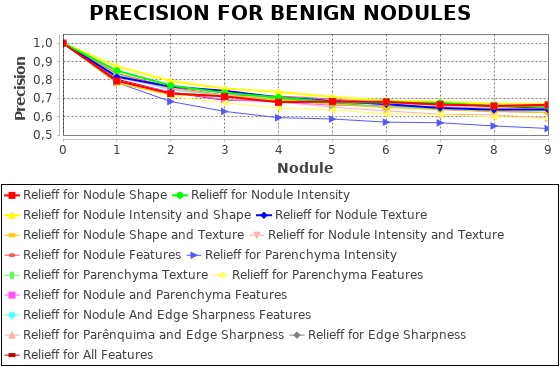 PRECISION FOR BENIGN NODULES
Precision
1,0
0,9
0,8
0,7
0,6
0,5
0 1 2 3 4 5 6 7 8 9
Nodule
Relieff for Nodule Shape Relieff for Nodule Intensity
Relieff for Nodule Intensity and Shape Relieff for Nodule Texture
Relieff for Nodule Shape and Texture Relieff for Nodule Intensity and Texture
Relieff for Nodule Features Relieff for Parenchyma Intensity
Relieff for Parenchyma Texture Relieff for Parenchyma Features
Relieff for Nodule and Parenchyma Features
Relieff for Nodule And Edge Sharpness Features
Relieff for Parênquima and Edge Sharpness Relieff for Edge Sharpness
Relieff for All Features